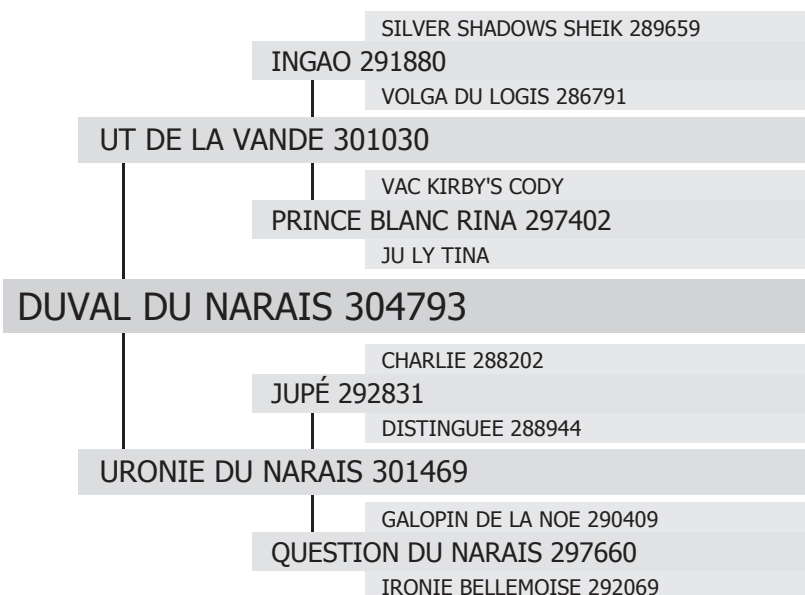 SILVER SHADOWS SHEIK 289659
INGAO 291880
VOLGA DU LOGIS 286791
UT DE LA VANDE 301030
VAC KIRBY'S CODY
PRINCE BLANC RINA 297402
JU LY TINA
DUVAL DU NARAIS 304793
CHARLIE 288202
JUPÉ 292831
DISTINGUEE 288944
URONIE DU NARAIS 301469
GALOPIN DE LA NOE 290409
QUESTION DU NARAIS 297660
IRONIE BELLEMOISE 292069